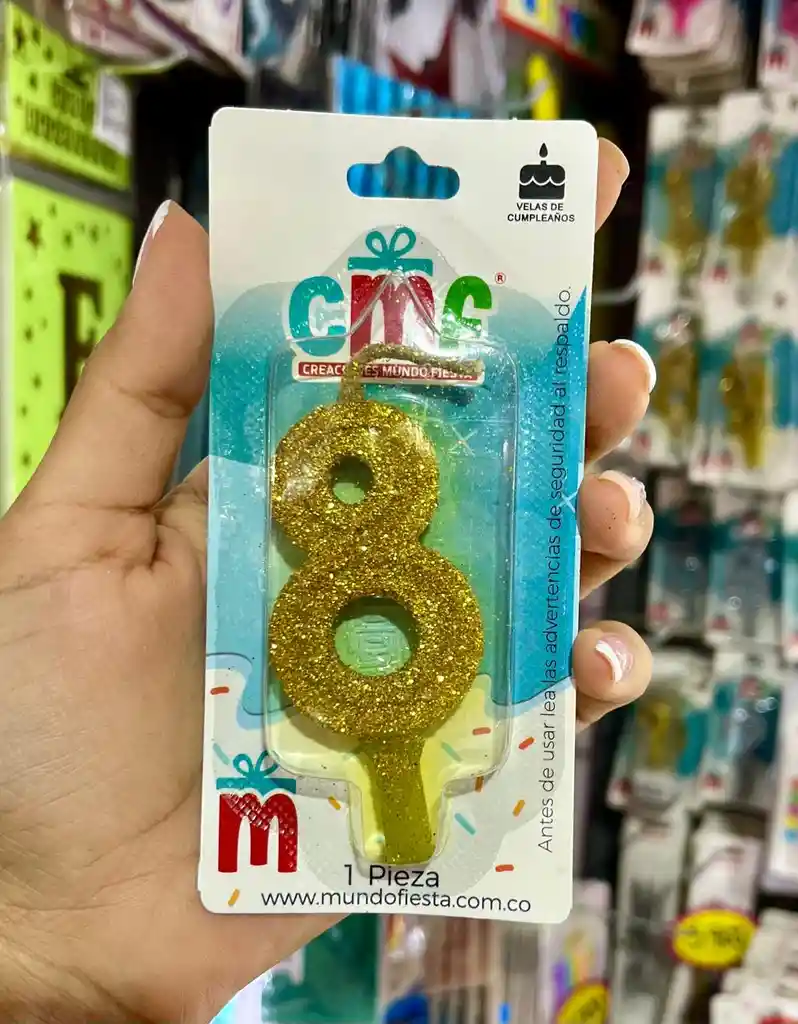 VELAS DE
CUMPLEAÑOS
cmf®
CREACIONES MUNDO FIESTA
8
Antes de usar lea las advertencias de seguridad al respaldo.
m
1 Pieza
www.mundofiesta.com.co
E